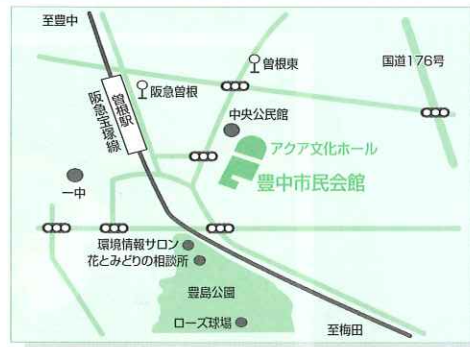 至豊中
国道176号
曽根東
阪急曽根
曽根駅
阪急宝塚線
中央公民館
アクア文化ホール
豊中市民会館
一中
環境情報サロン
花とみどりの相談所
豊島公園
ローズ球場
至梅田